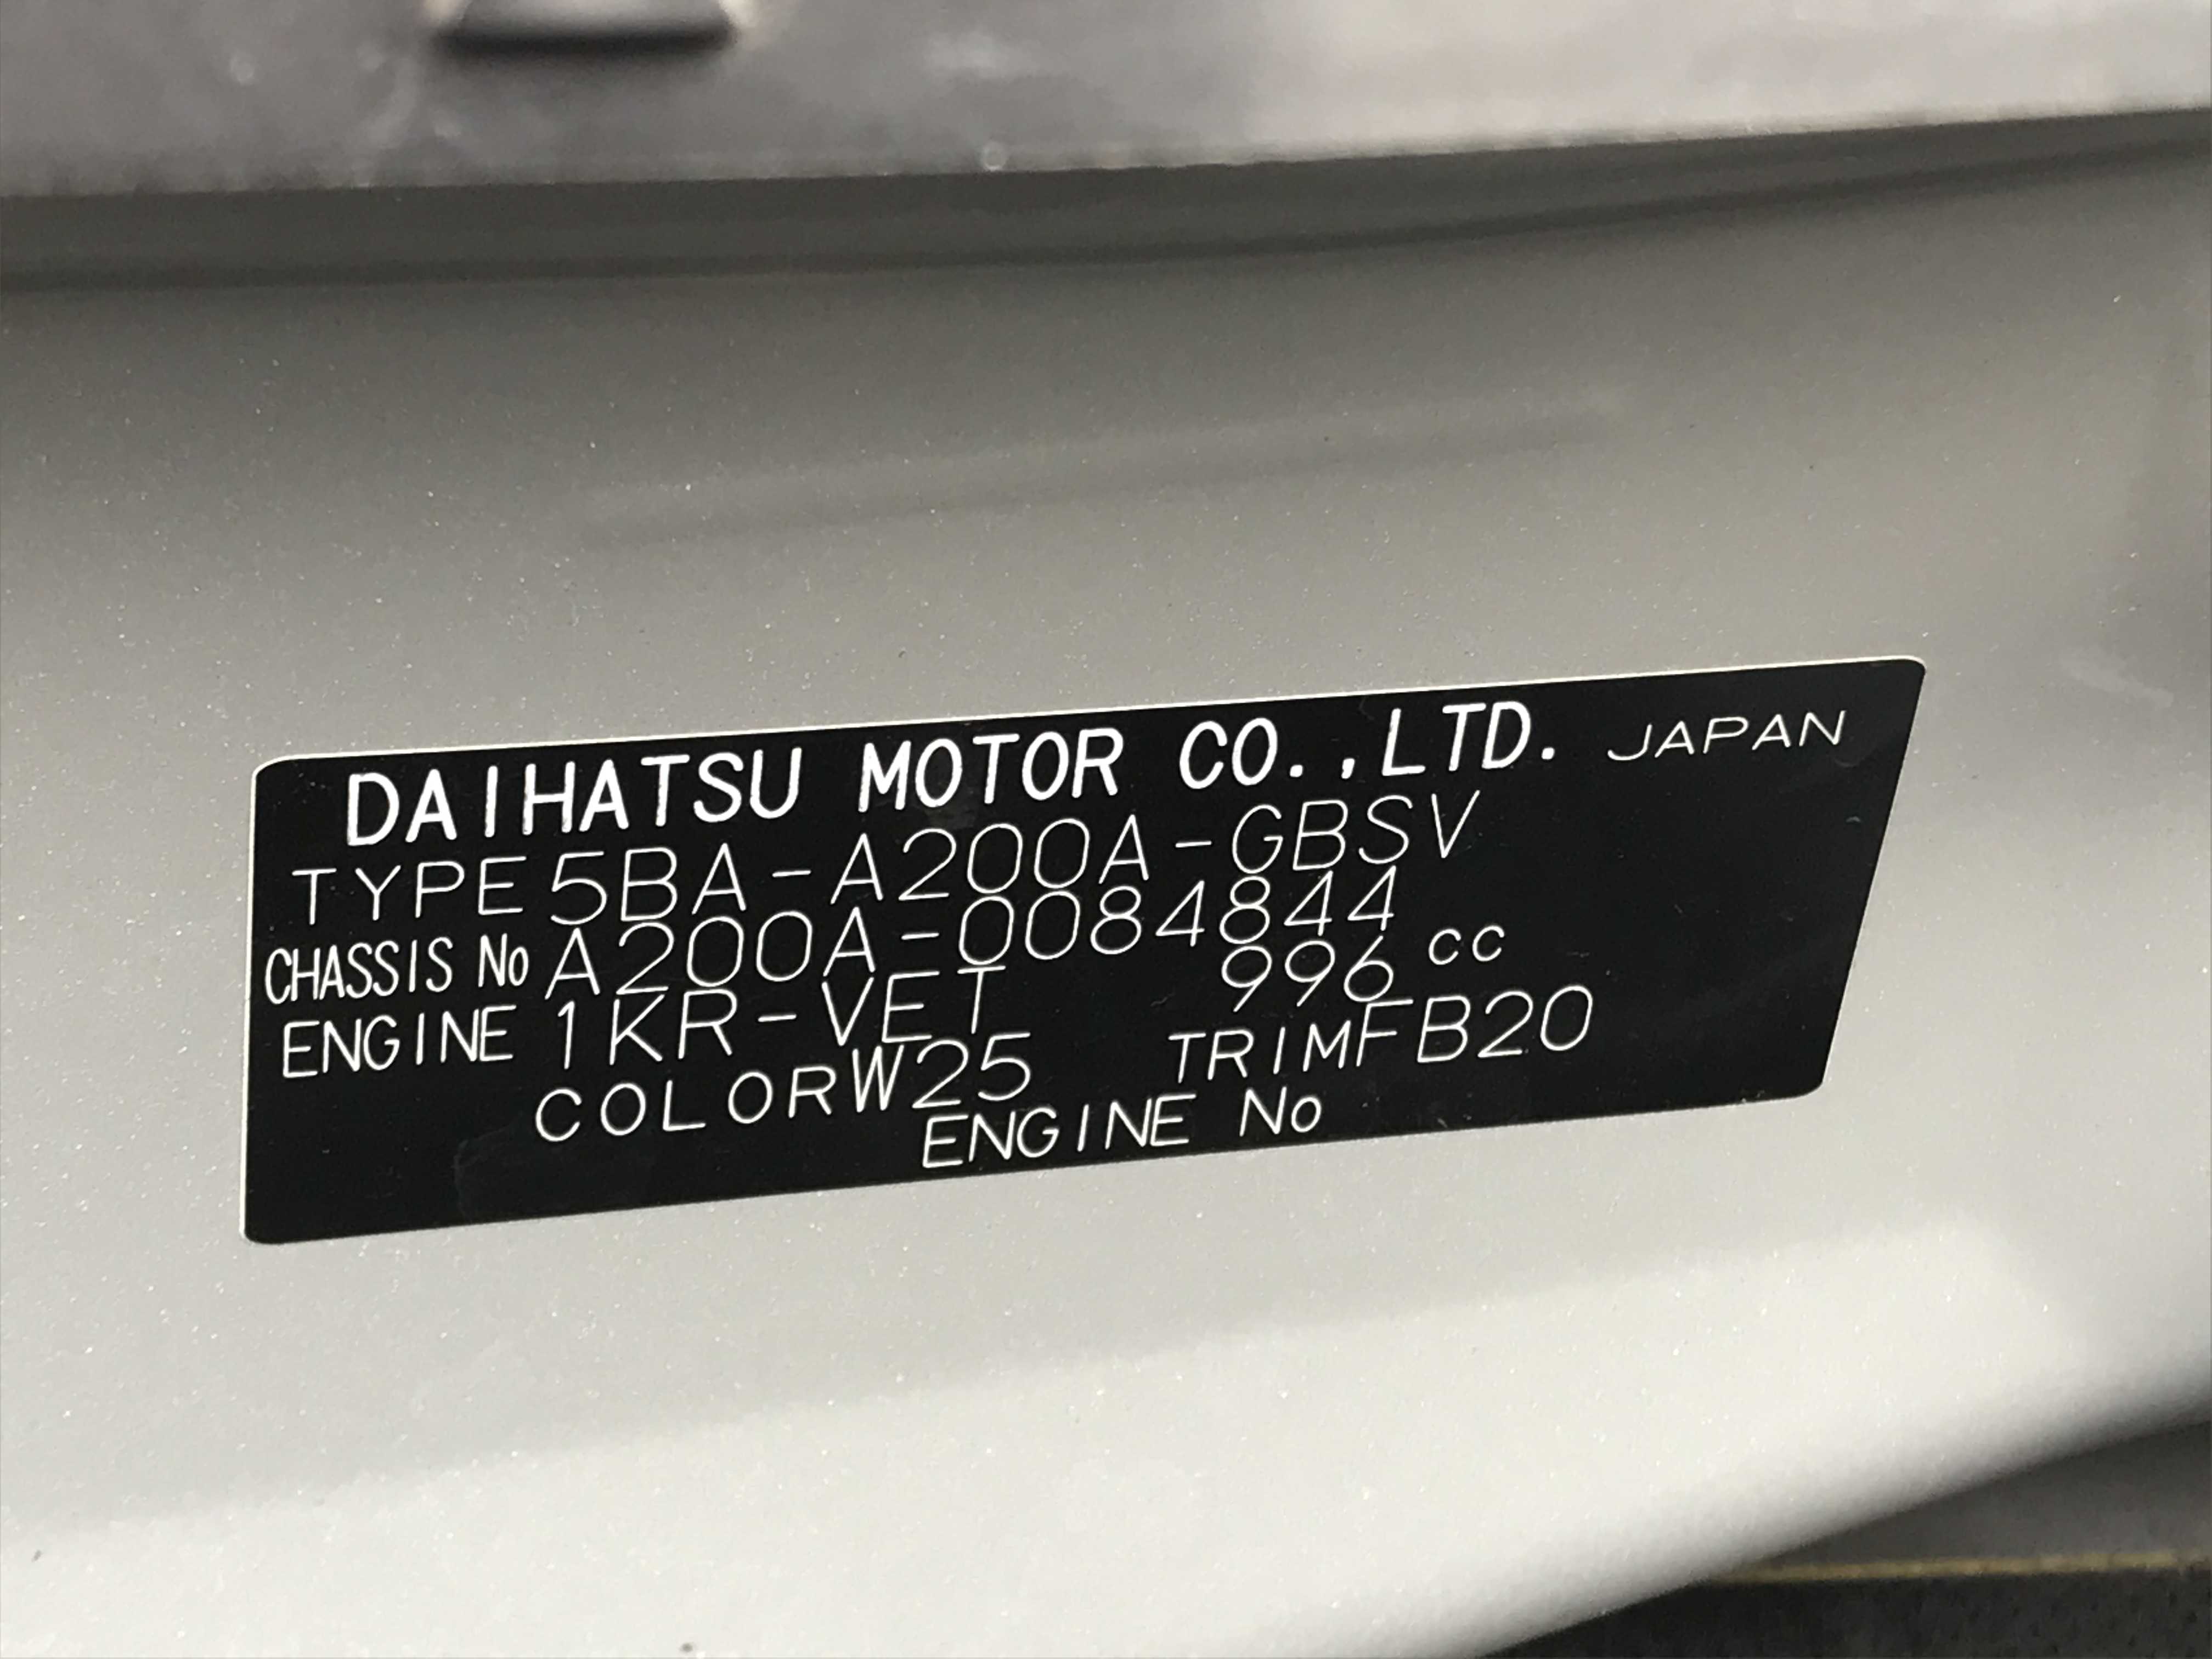 DAIHATSU MOTOR CO.,LTD. JAPAN
TYPE 5BA-A200A-GBSV
CHASSIS No A200A-0084844
ENGINE 1KR-VET 996 cc
COLOR W25 TRIM FB20
ENGINE No